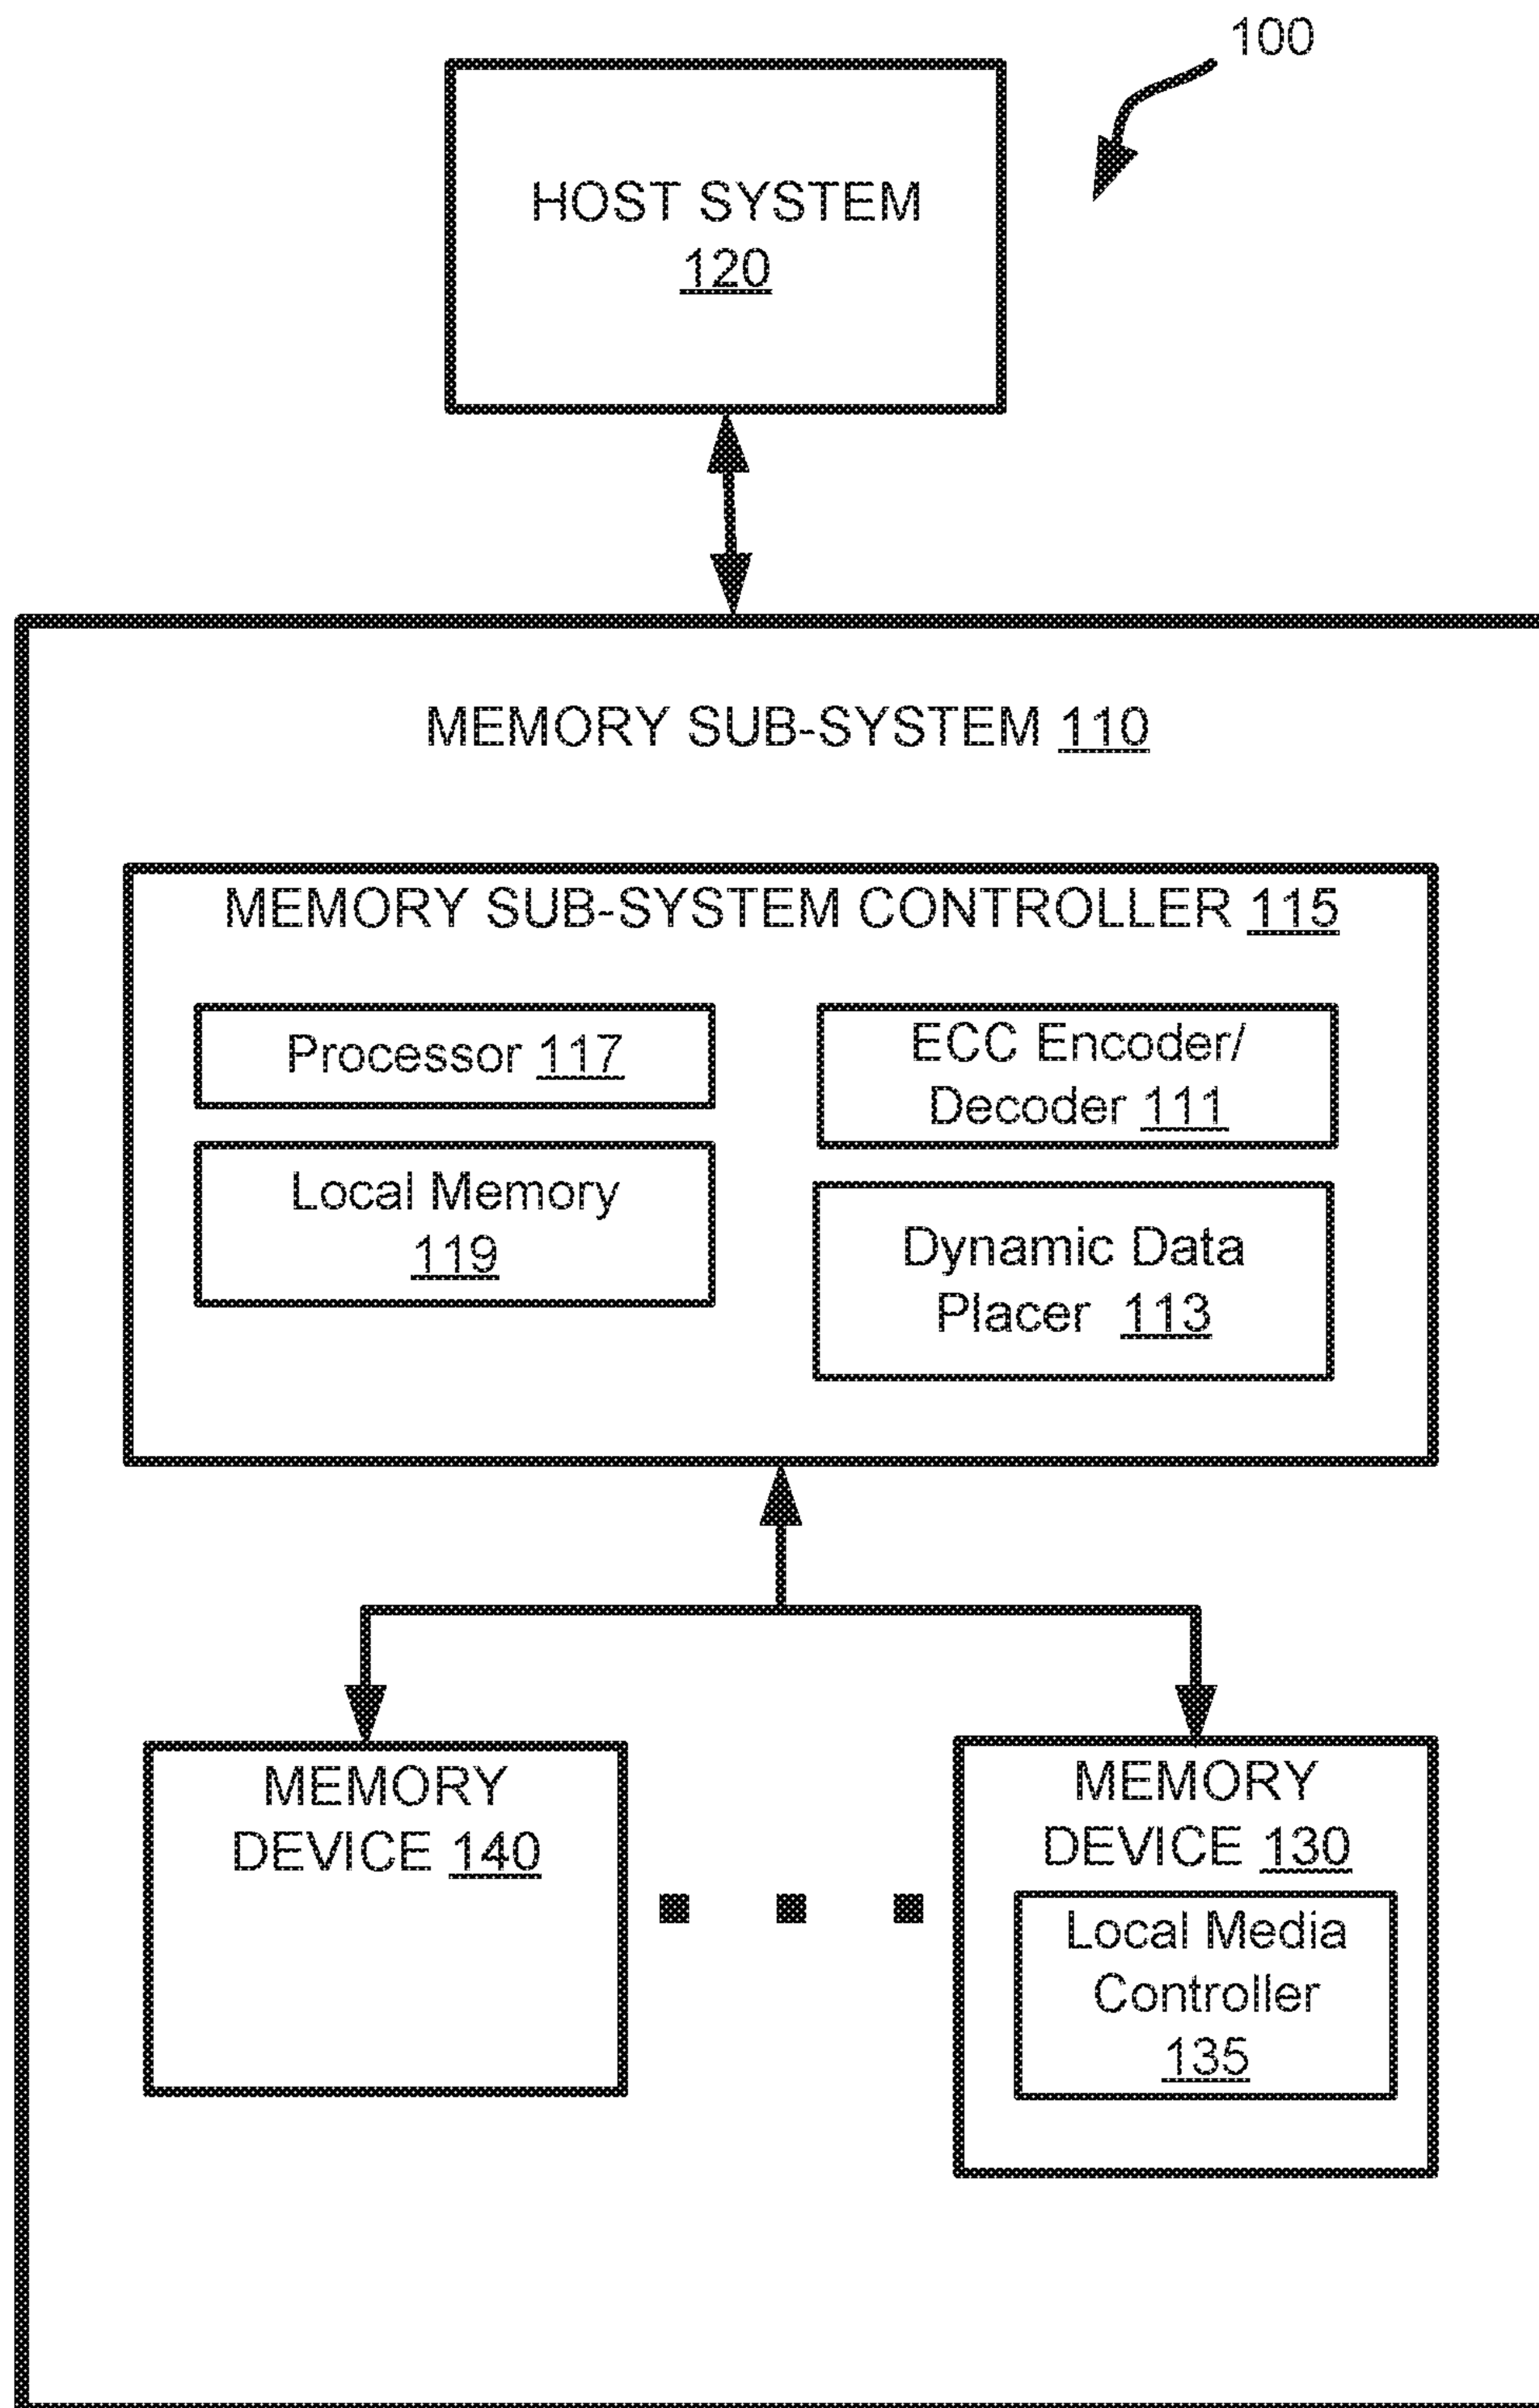 100
HOST SYSTEM
120
MEMORY SUB-SYSTEM 110
MEMORY SUB-SYSTEM CONTROLLER 115
Processor 117
Local Memory
119
ECC Encoder/
Decoder 111
Dynamic Data
Placer 113
MEMORY
DEVICE 140
MEMORY
DEVICE 130
Local Media
Controller
135